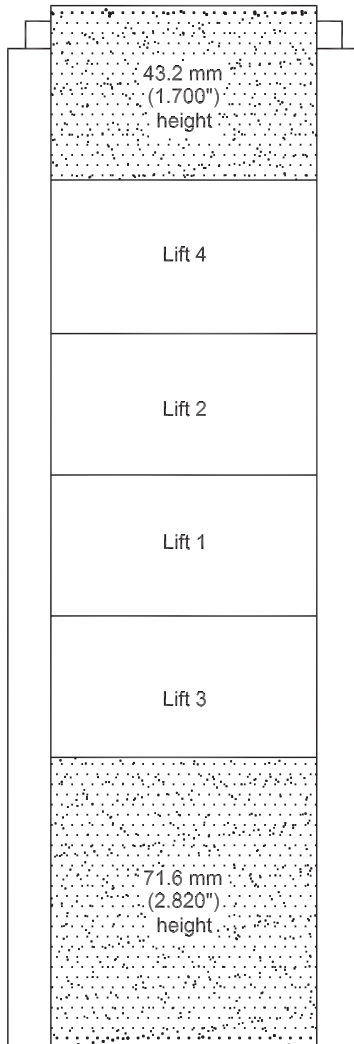 43.2 mm
(1.700")
height
Lift 4
Lift 2
Lift 1
Lift 3
71.6 mm
(2.820")
height